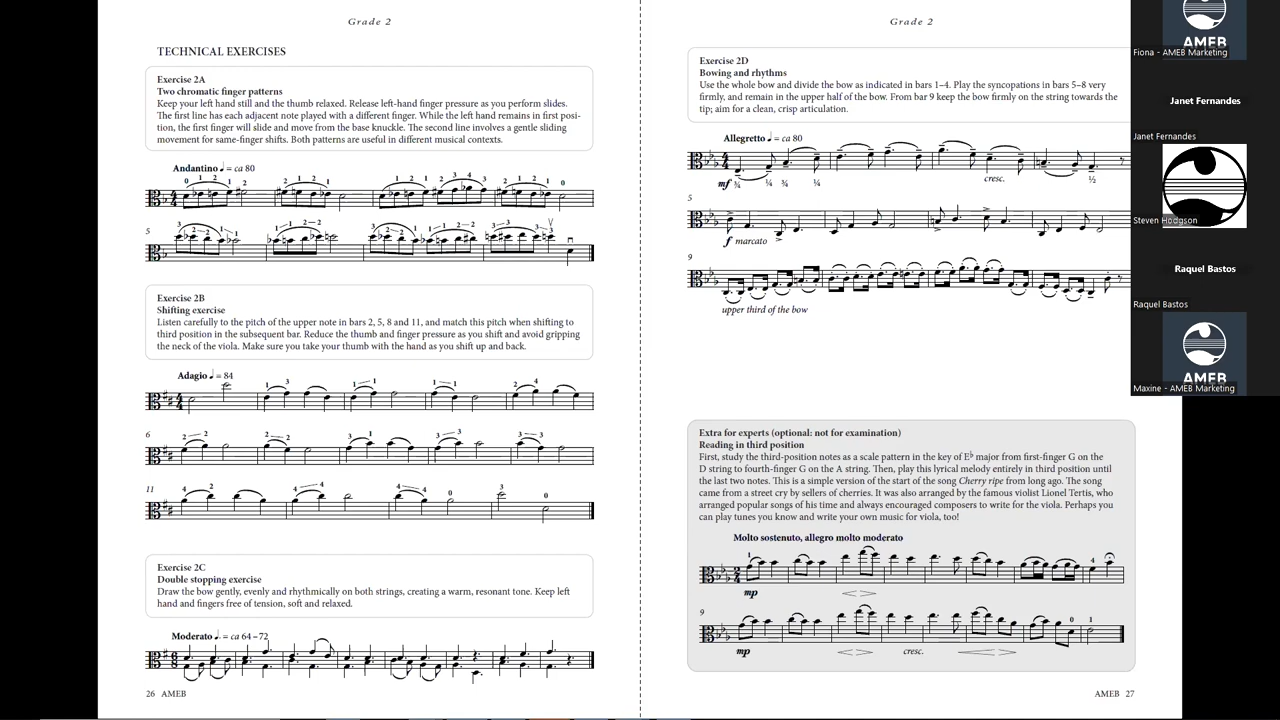 Grade 2
TECHNICAL EXERCISES
Exercise 2A
Two chromatic finger patterns
Keep your left hand still and the thumb relaxed. Release left-hand finger pressure as you perform slides.
The first line has each adjacent note played with a different finger. While the left hand remains in first posi-
tion, the first finger will slide and move from the base knuckle. The second line involves a gentle sliding
movement for same-finger shifts. Both patterns are useful in different musical contexts.
Andantino ♩ = ca 80
5
Exercise 2B
Shifting exercise
Listen carefully to the pitch of the upper note in bars 2, 5, 8 and 11, and match this pitch when shifting to
third position in the subsequent bar. Reduce the thumb and finger pressure as you shift and avoid gripping
the neck of the viola. Make sure you take your thumb with the hand as you shift up and back.
Adagio ♩ = 84
6
11
Exercise 2C
Double stopping exercise
Draw the bow gently, evenly and rhythmically on both strings, creating a warm, resonant tone. Keep left
hand and fingers free of tension, soft and relaxed.
Moderato ♩. = ca 64–72
26 AMEB
Grade 2
Exercise 2D
Bowing and rhythms
Use the whole bow and divide the bow as indicated in bars 1–4. Play the syncopations in bars 5–8 very
firmly, and remain in the upper half of the bow. From bar 9 keep the bow firmly on the string towards the
tip; aim for a clean, crisp articulation.
Allegretto ♩ = ca 80
mf ¾ ¼ ¾ ¼ cresc. ½
5
f marcato
9
upper third of the bow
Extra for experts (optional: not for examination)
Reading in third position
First, study the third-position notes as a scale pattern in the key of E♭ major from first-finger G on the
D string to fourth-finger G on the A string. Then, play this lyrical melody entirely in third position until
the last two notes. This is a simple version of the start of the song Cherry ripe from long ago. The song
came from a street cry by sellers of cherries. It was also arranged by the famous violist Lionel Tertis, who
arranged popular songs of his time and always encouraged composers to write for the viola. Perhaps you
can play tunes you know and write your own music for viola, too!
Molto sostenuto, allegro molto moderato
mp
9
mp cresc.
AMEB 27
AMEB
Fiona - AMEB Marketing
Janet Fernandes
Janet Fernandes
Steven Hodgson
Raquel Bastos
Raquel Bastos
AMEB
Maxine - AMEB Marketing